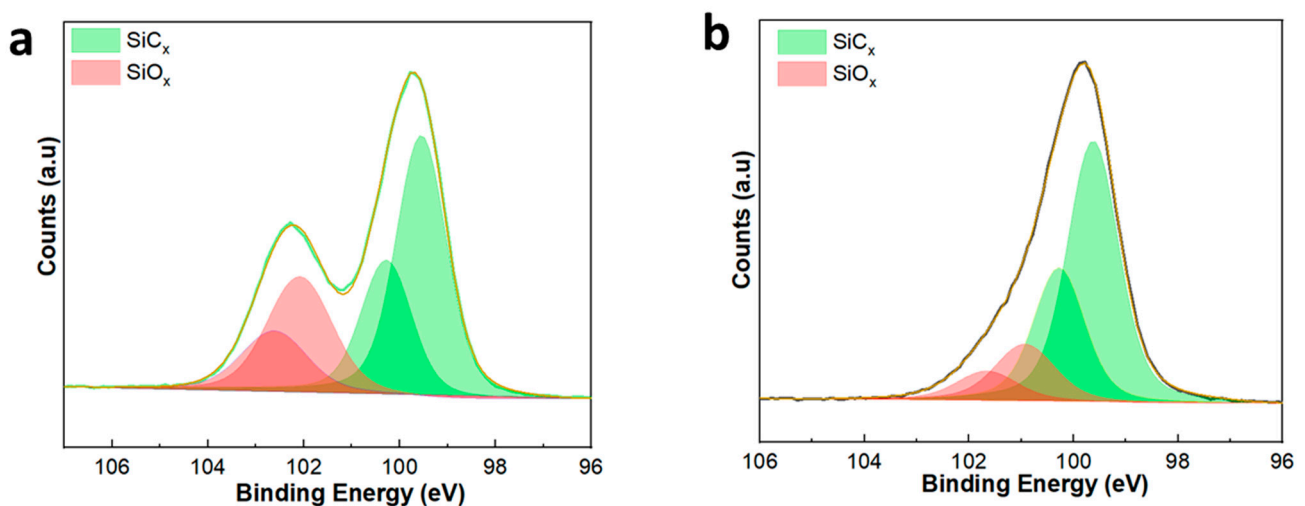 a
SiCₓ
SiOₓ
Counts (a.u)
106 104 102 100 98 96
Binding Energy (eV)
b
SiCₓ
SiOₓ
Counts (a.u)
106 104 102 100 98 96
Binding Energy (eV)